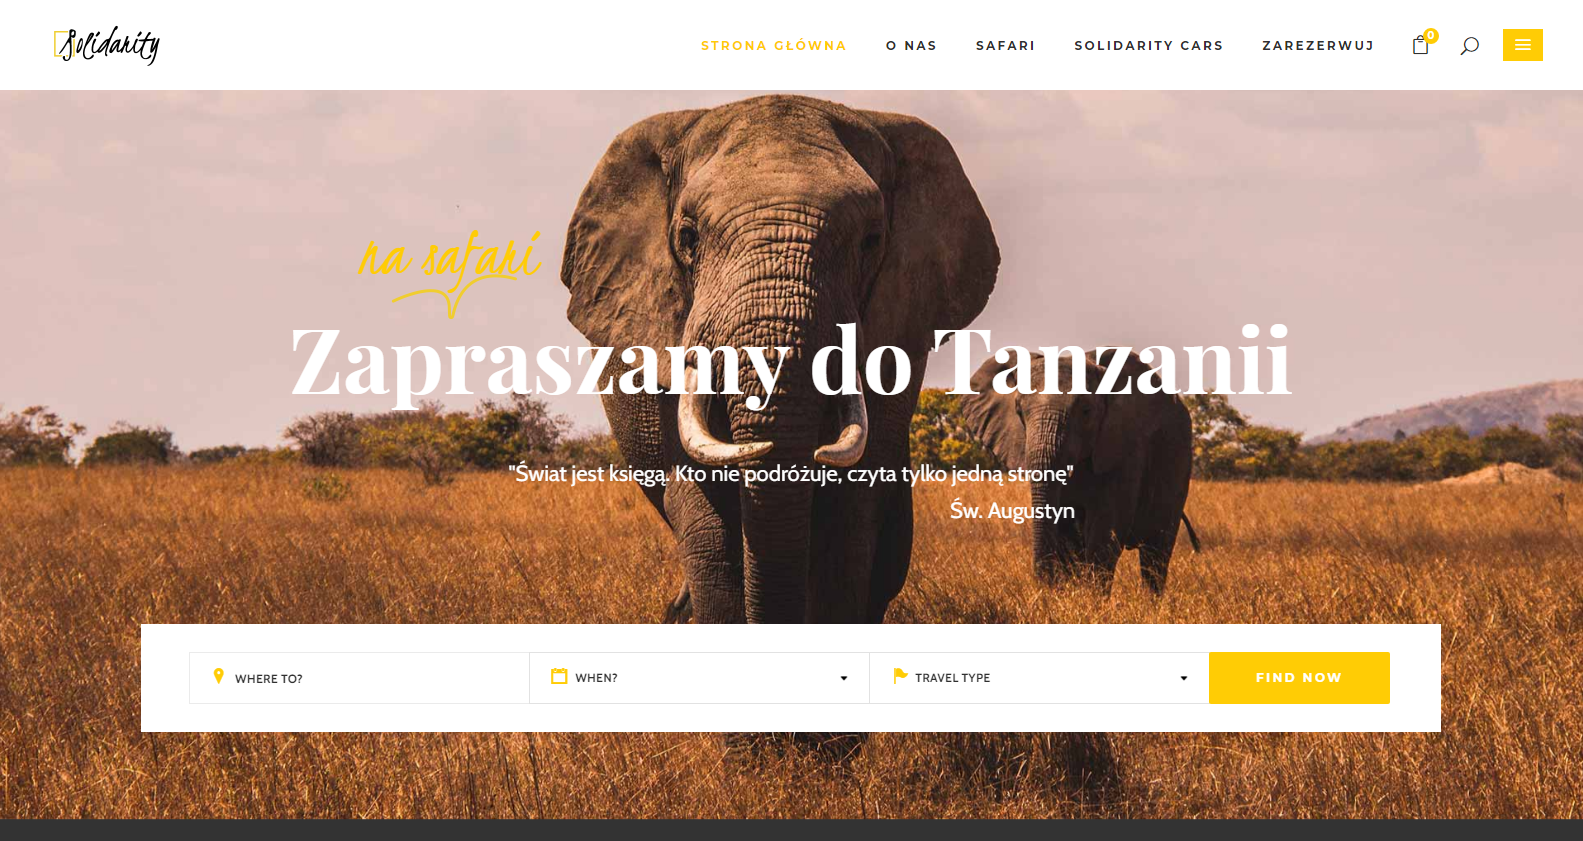 Solidarity
STRONA GŁÓWNA
O NAS
SAFARI
SOLIDARITY CARS
ZAREZERWUJ
0
na safari
Zapraszamy do Tanzanii
"Świat jest księgą. Kto nie podróżuje, czyta tylko jedną stronę"
Św. Augustyn
WHERE TO?
WHEN?
TRAVEL TYPE
FIND NOW